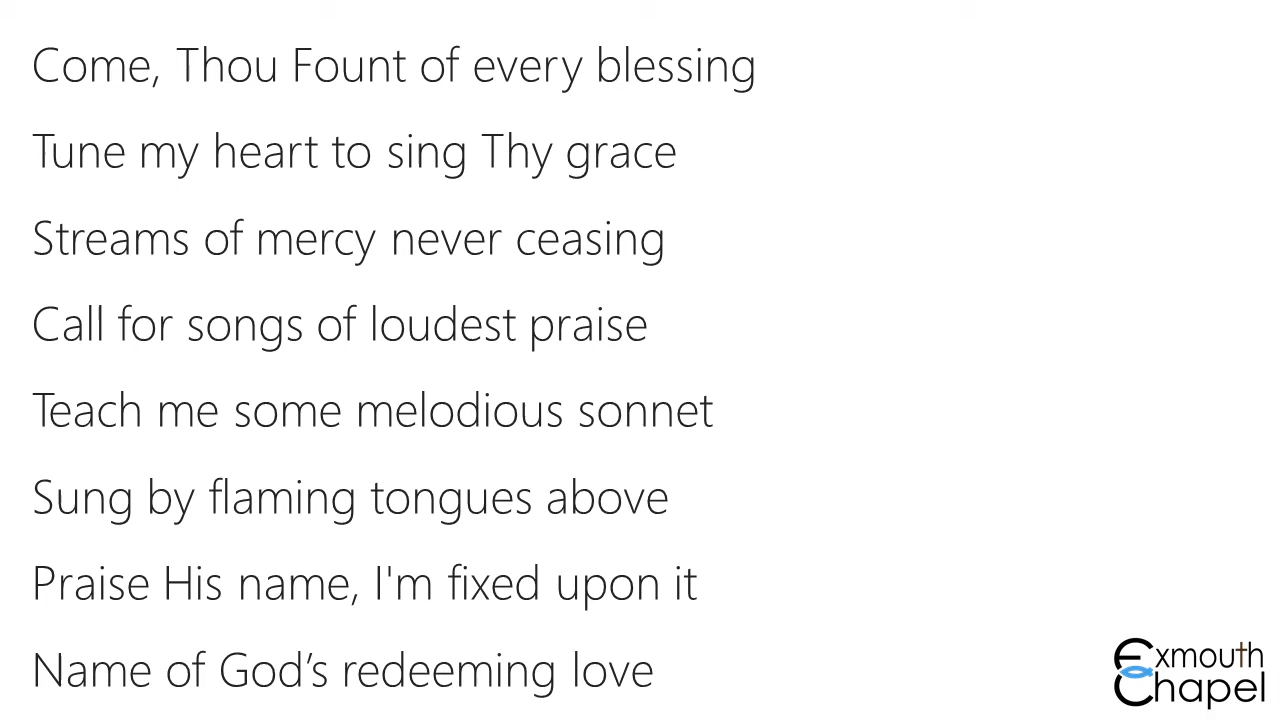 Come, Thou Fount of every blessing
Tune my heart to sing Thy grace
Streams of mercy never ceasing
Call for songs of loudest praise
Teach me some melodious sonnet
Sung by flaming tongues above
Praise His name, I'm fixed upon it
Name of God’s redeeming love
Exmouth
Chapel